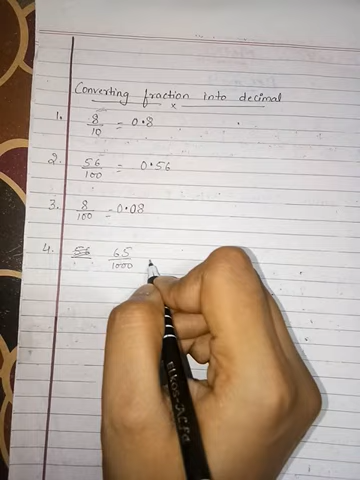 Converting fraction into decimal
x
1. 8/10 = 0.8
2. 56/100 = 0.56
3. 8/100 = 0.08
4. 56 65/1000